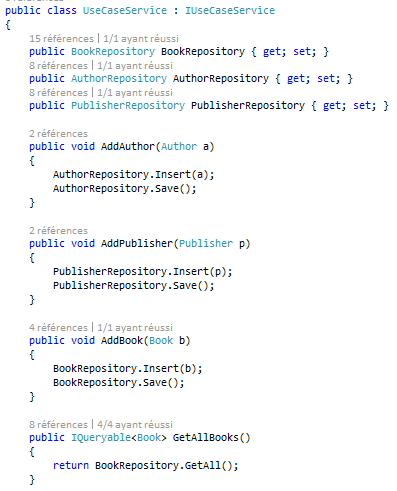 public class UseCaseService : IUseCaseService
{
15 références | 1/1 ayant réussi
public BookRepository BookRepository { get; set; }
8 références | 1/1 ayant réussi
public AuthorRepository AuthorRepository { get; set; }
8 références | 1/1 ayant réussi
public PublisherRepository PublisherRepository { get; set; }
2 références
public void AddAuthor(Author a)
{
AuthorRepository.Insert(a);
AuthorRepository.Save();
}
2 références
public void AddPublisher(Publisher p)
{
PublisherRepository.Insert(p);
PublisherRepository.Save();
}
4 références | 1/1 ayant réussi
public void AddBook(Book b)
{
BookRepository.Insert(b);
BookRepository.Save();
}
8 références | 4/4 ayant réussi
public IQueryable<Book> GetAllBooks()
{
return BookRepository.GetAll();
}